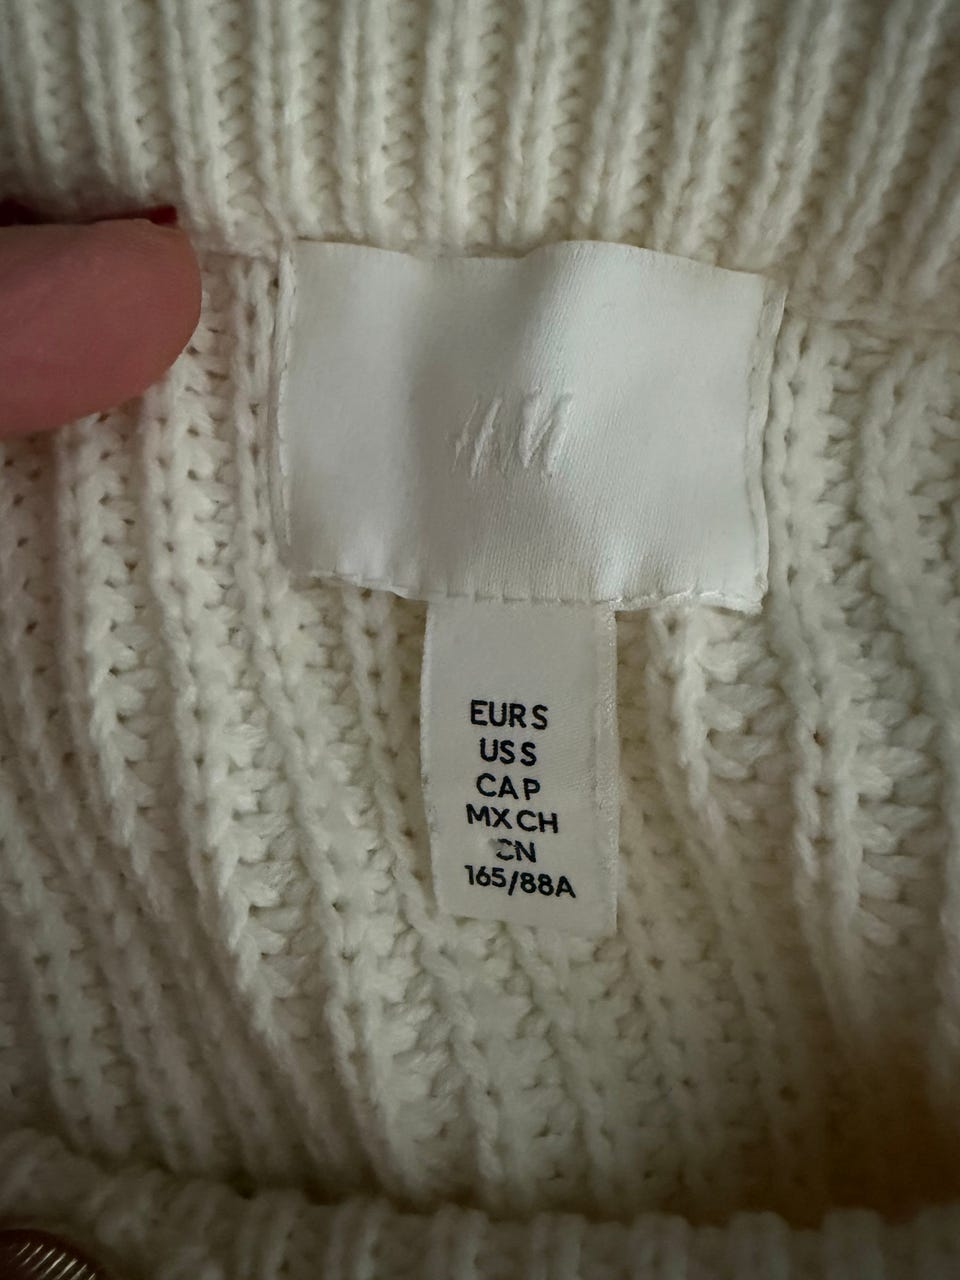 H&M
EUR S
US S
CA P
MX CH
CN
165/88A